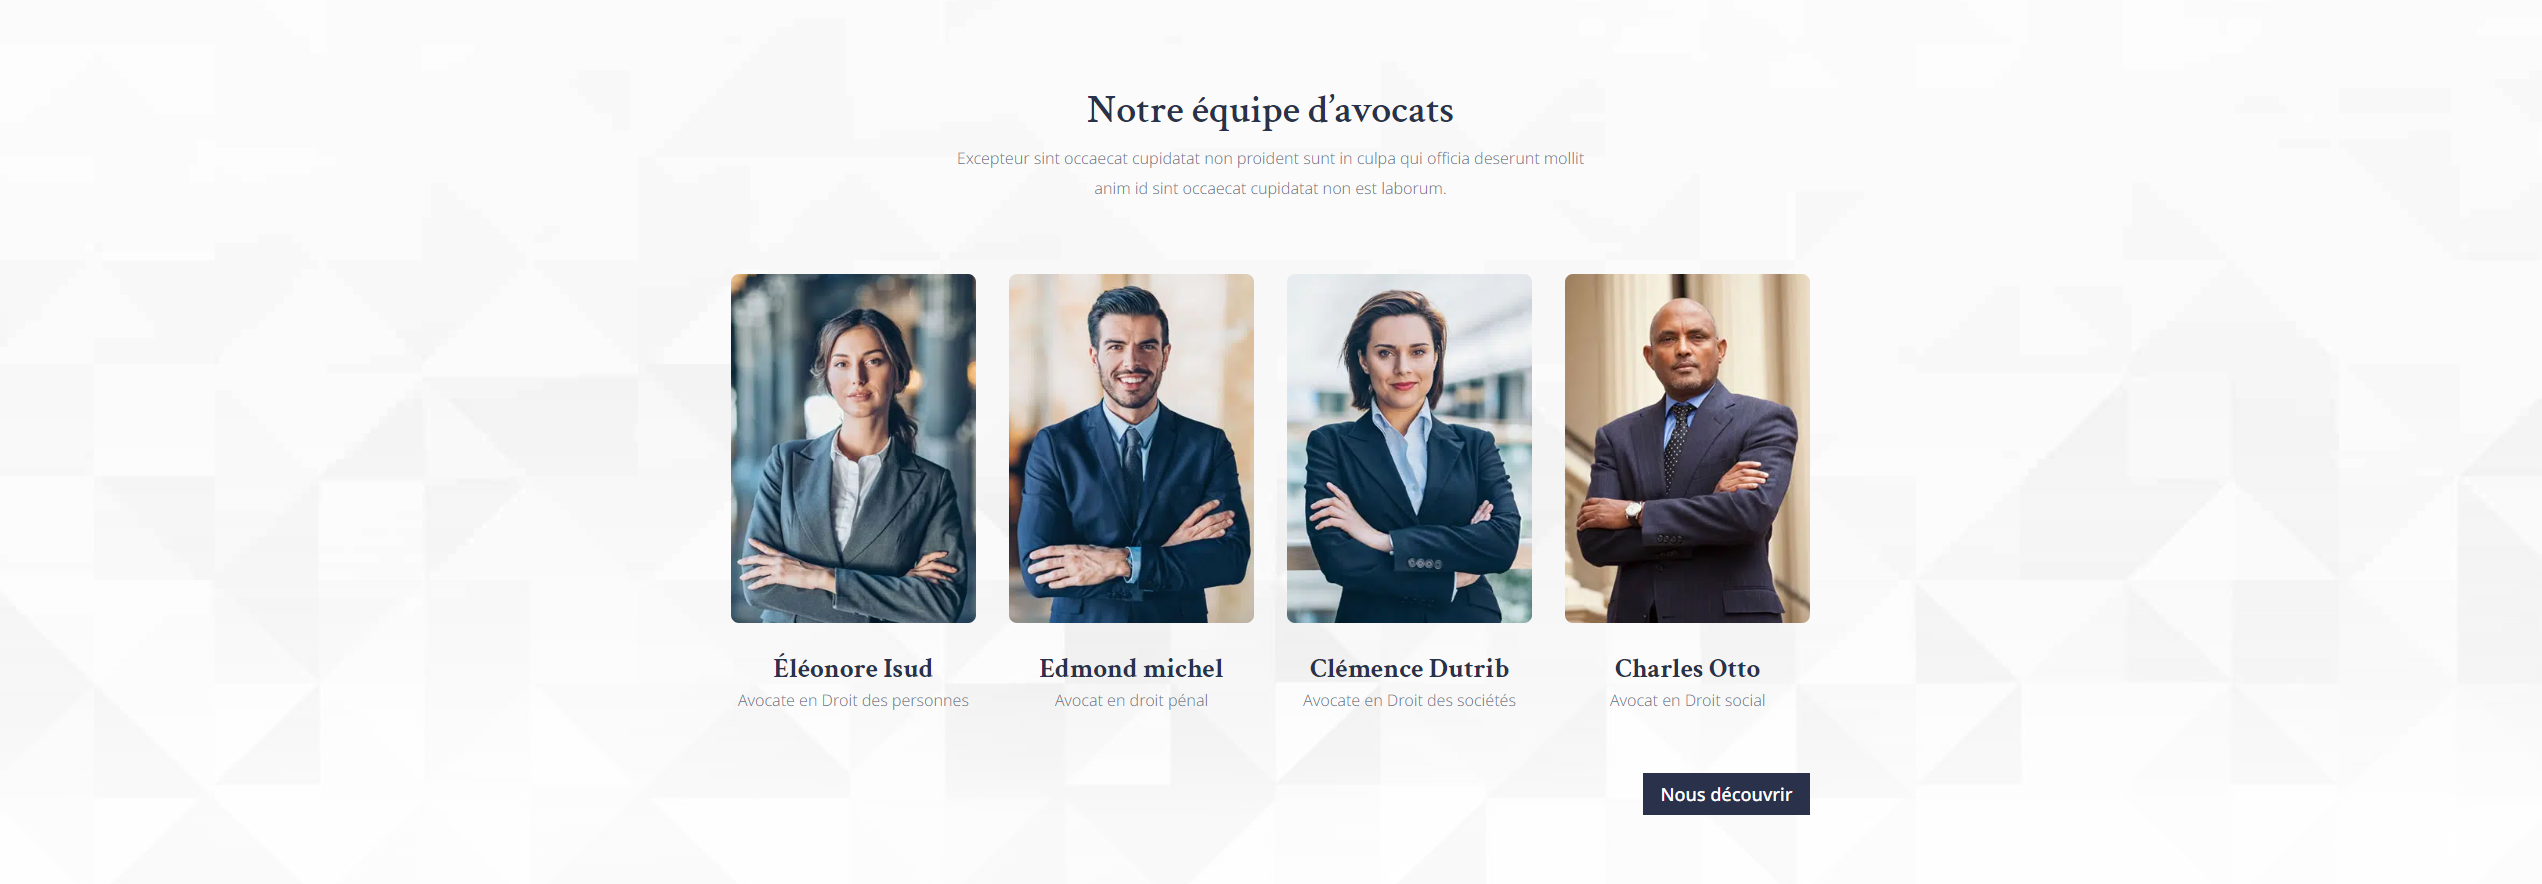 Notre équipe d’avocats
Excepteur sint occaecat cupidatat non proident sunt in culpa qui officia deserunt mollit
anim id sint occaecat cupidatat non est laborum.
Éléonore Isud
Avocate en Droit des personnes
Edmond michel
Avocat en droit pénal
Clémence Dutrib
Avocate en Droit des sociétés
Charles Otto
Avocat en Droit social
Nous découvrir